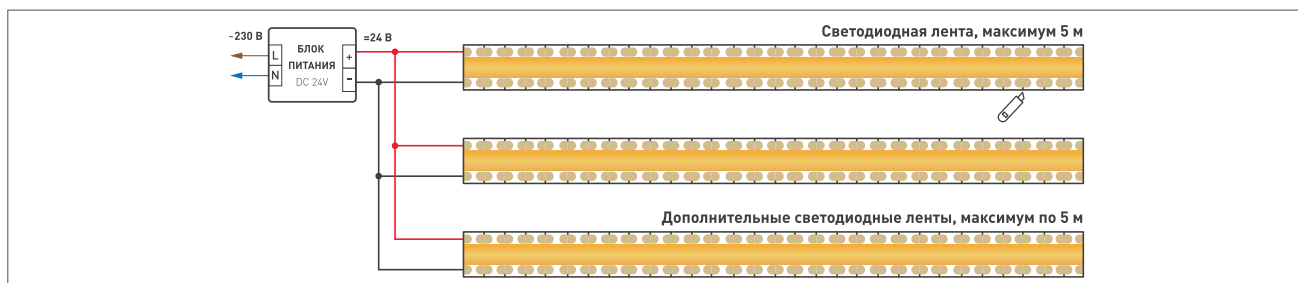 ~230 В
БЛОК
ПИТАНИЯ
DC 24V
L
N
+
-
=24 В
Светодиодная лента, максимум 5 м
Дополнительные светодиодные ленты, максимум по 5 м